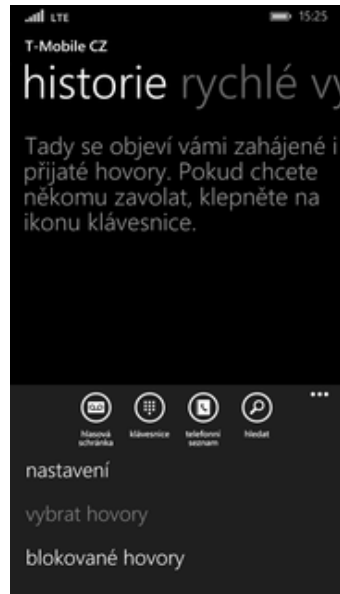 LTE 15:25
T-Mobile CZ
historie rychlé vy
Tady se objeví vámi zahájené i
přijaté hovory. Pokud chcete
někomu zavolat, klepněte na
ikonu klávesnice.
hlasová schránka klávesnice telefonní seznam hledat
nastavení
vybrat hovory
blokované hovory